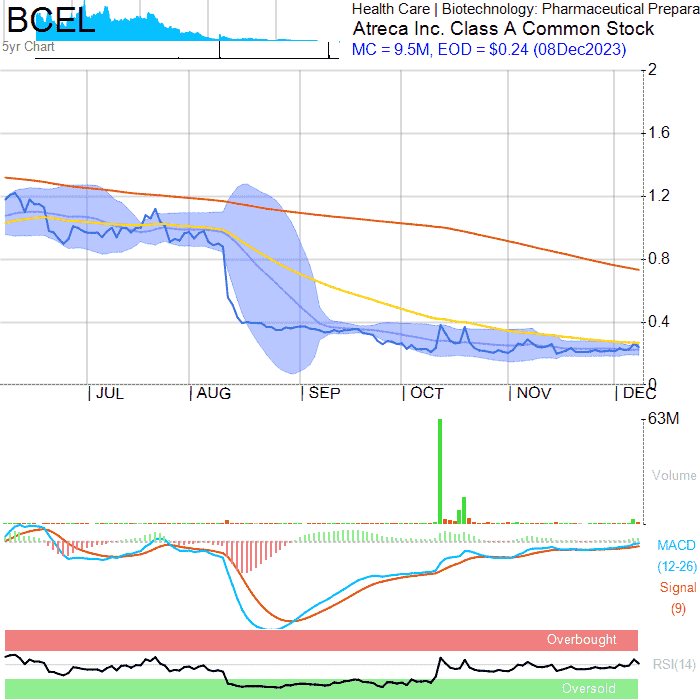 BCEL
Health Care | Biotechnology: Pharmaceutical Prepara
Atreca Inc. Class A Common Stock
MC = 9.5M, EOD = $0.24 (08Dec2023)
5yr Chart
2
1.6
1.2
0.8
0.4
0
JUL AUG SEP OCT NOV DEC
63M
Volume
MACD
(12-26)
Signal
(9)
Overbought
RSI(14)
Oversold